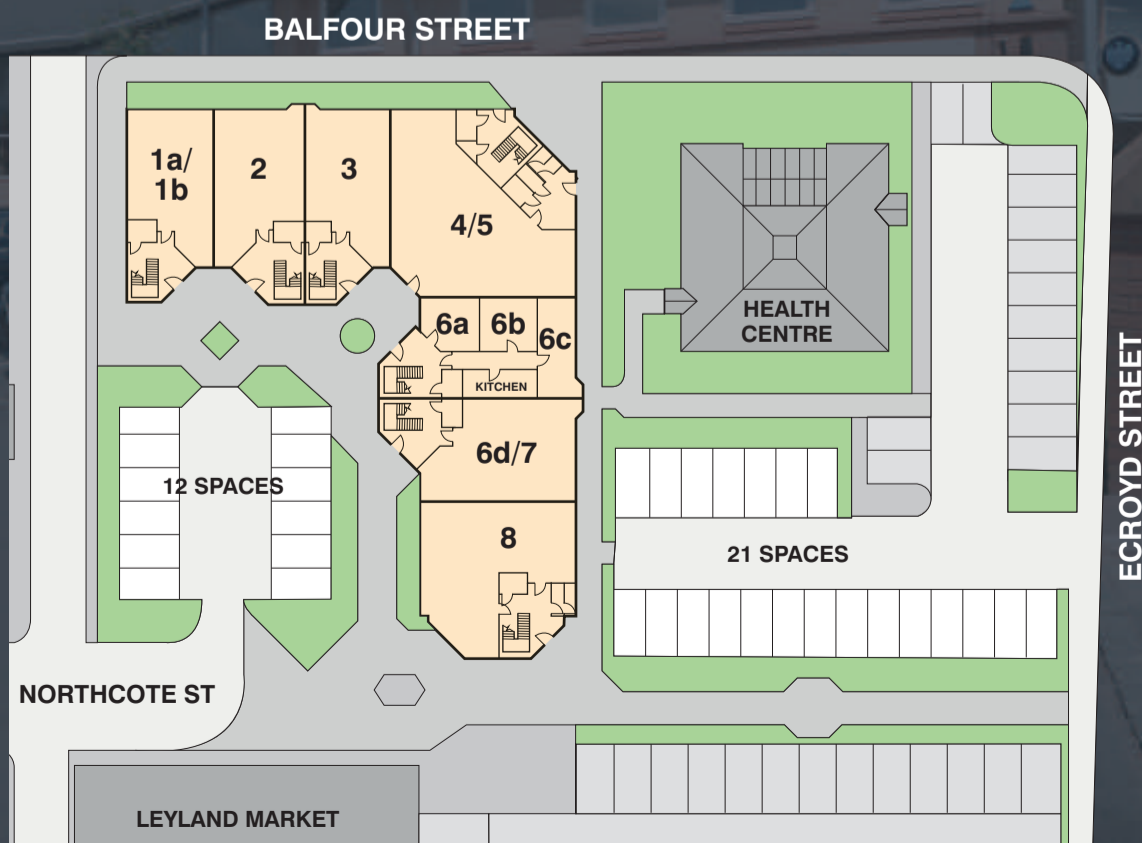 BALFOUR STREET
1a/
1b
2
3
4/5
HEALTH
CENTRE
6a
6b
6c
KITCHEN
6d/7
12 SPACES
8
21 SPACES
ECROYD STREET
NORTHCOTE ST
LEYLAND MARKET